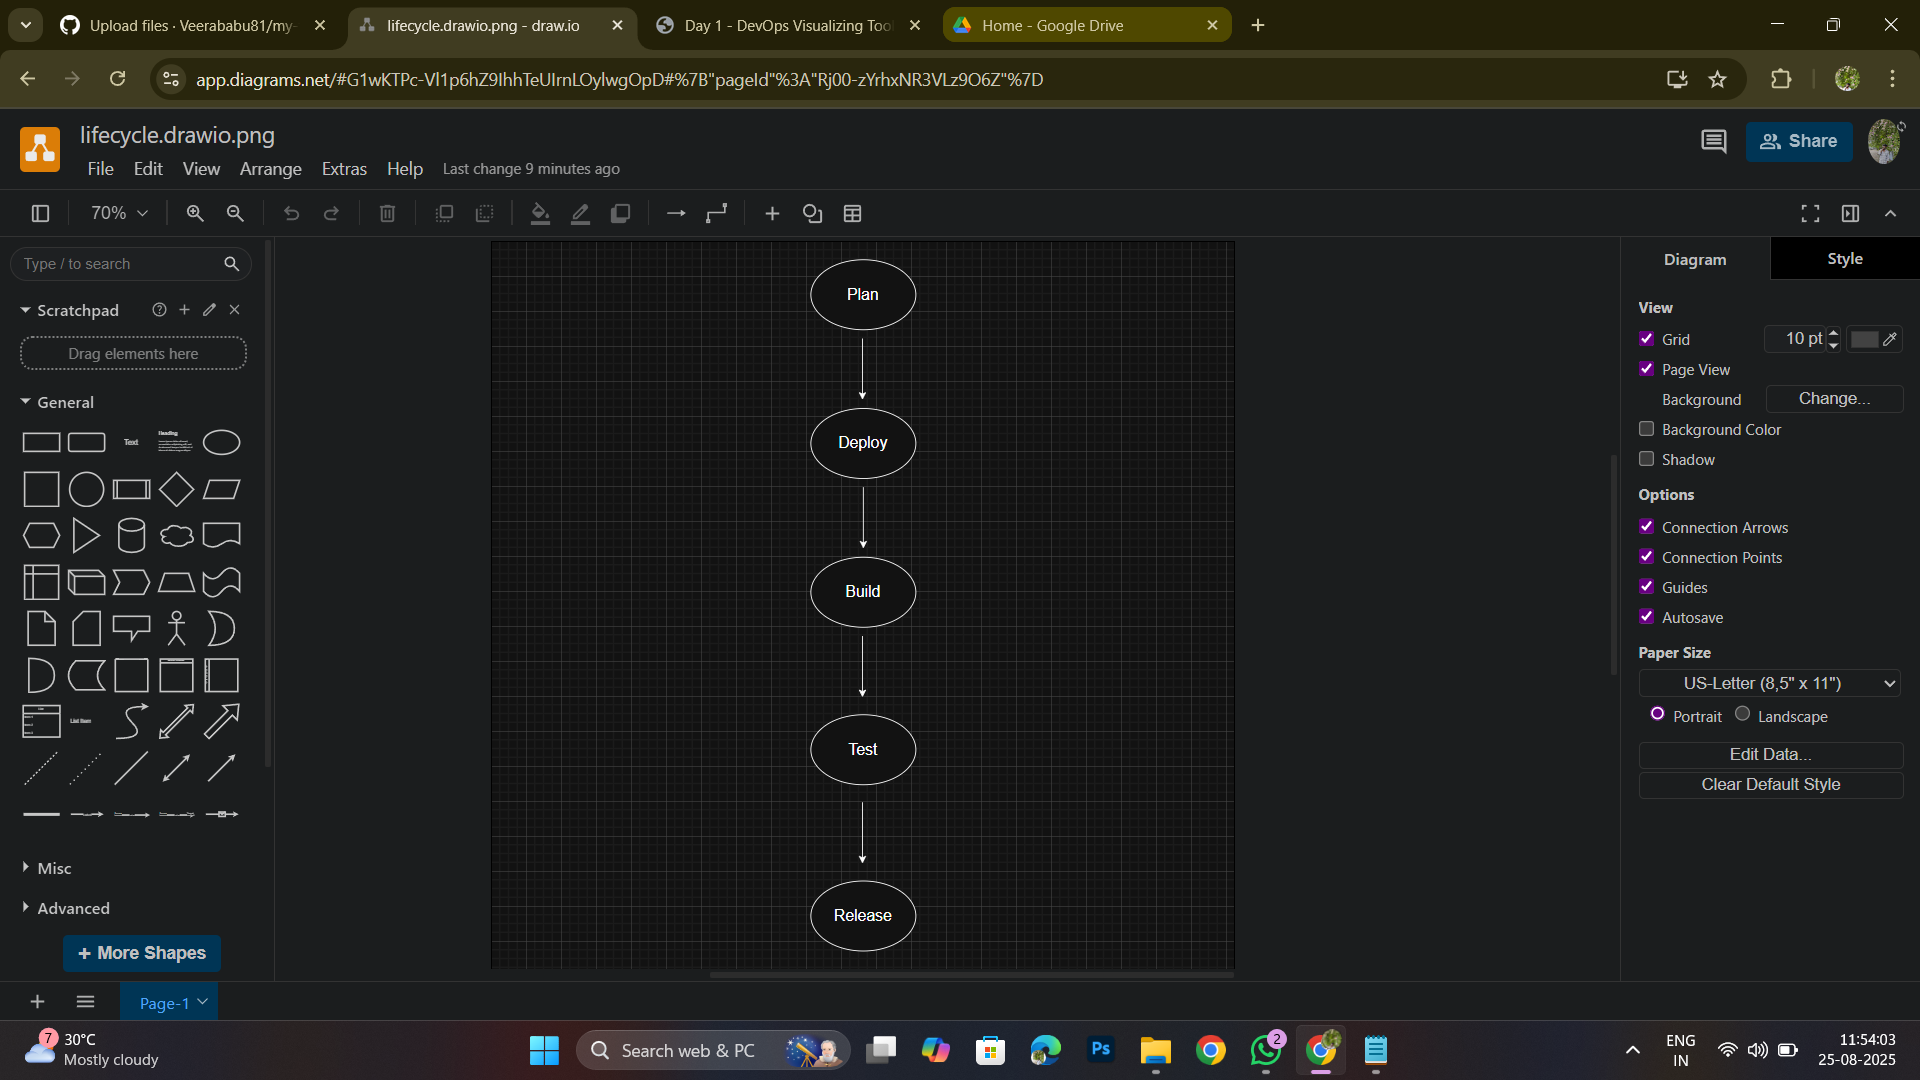 Upload files · Veerababu81/my-
lifecycle.drawio.png - draw.io
Day 1 - DevOps Visualizing Too
Home - Google Drive
app.diagrams.net/#G1wKTPc-Vl1p6hZ9IhhTeUIrnLOylwgOpD#%7B"pageId"%3A"Rj00-zYrhxNR3VLz9O6Z"%7D
lifecycle.drawio.png
File Edit View Arrange Extras Help Last change 9 minutes ago
Share
70%
Type / to search
Scratchpad
Drag elements here
General
Text
Heading
List Item
Misc
Advanced
+ More Shapes
Plan
Deploy
Build
Test
Release
Diagram
Style
View
Grid
10 pt
Page View
Background
Change...
Background Color
Shadow
Options
Connection Arrows
Connection Points
Guides
Autosave
Paper Size
US-Letter (8,5" x 11")
Portrait
Landscape
Edit Data...
Clear Default Style
Page-1
7
30°C
Mostly cloudy
Search web & PC
Ps
2
ENG
IN
11:54:03
25-08-2025